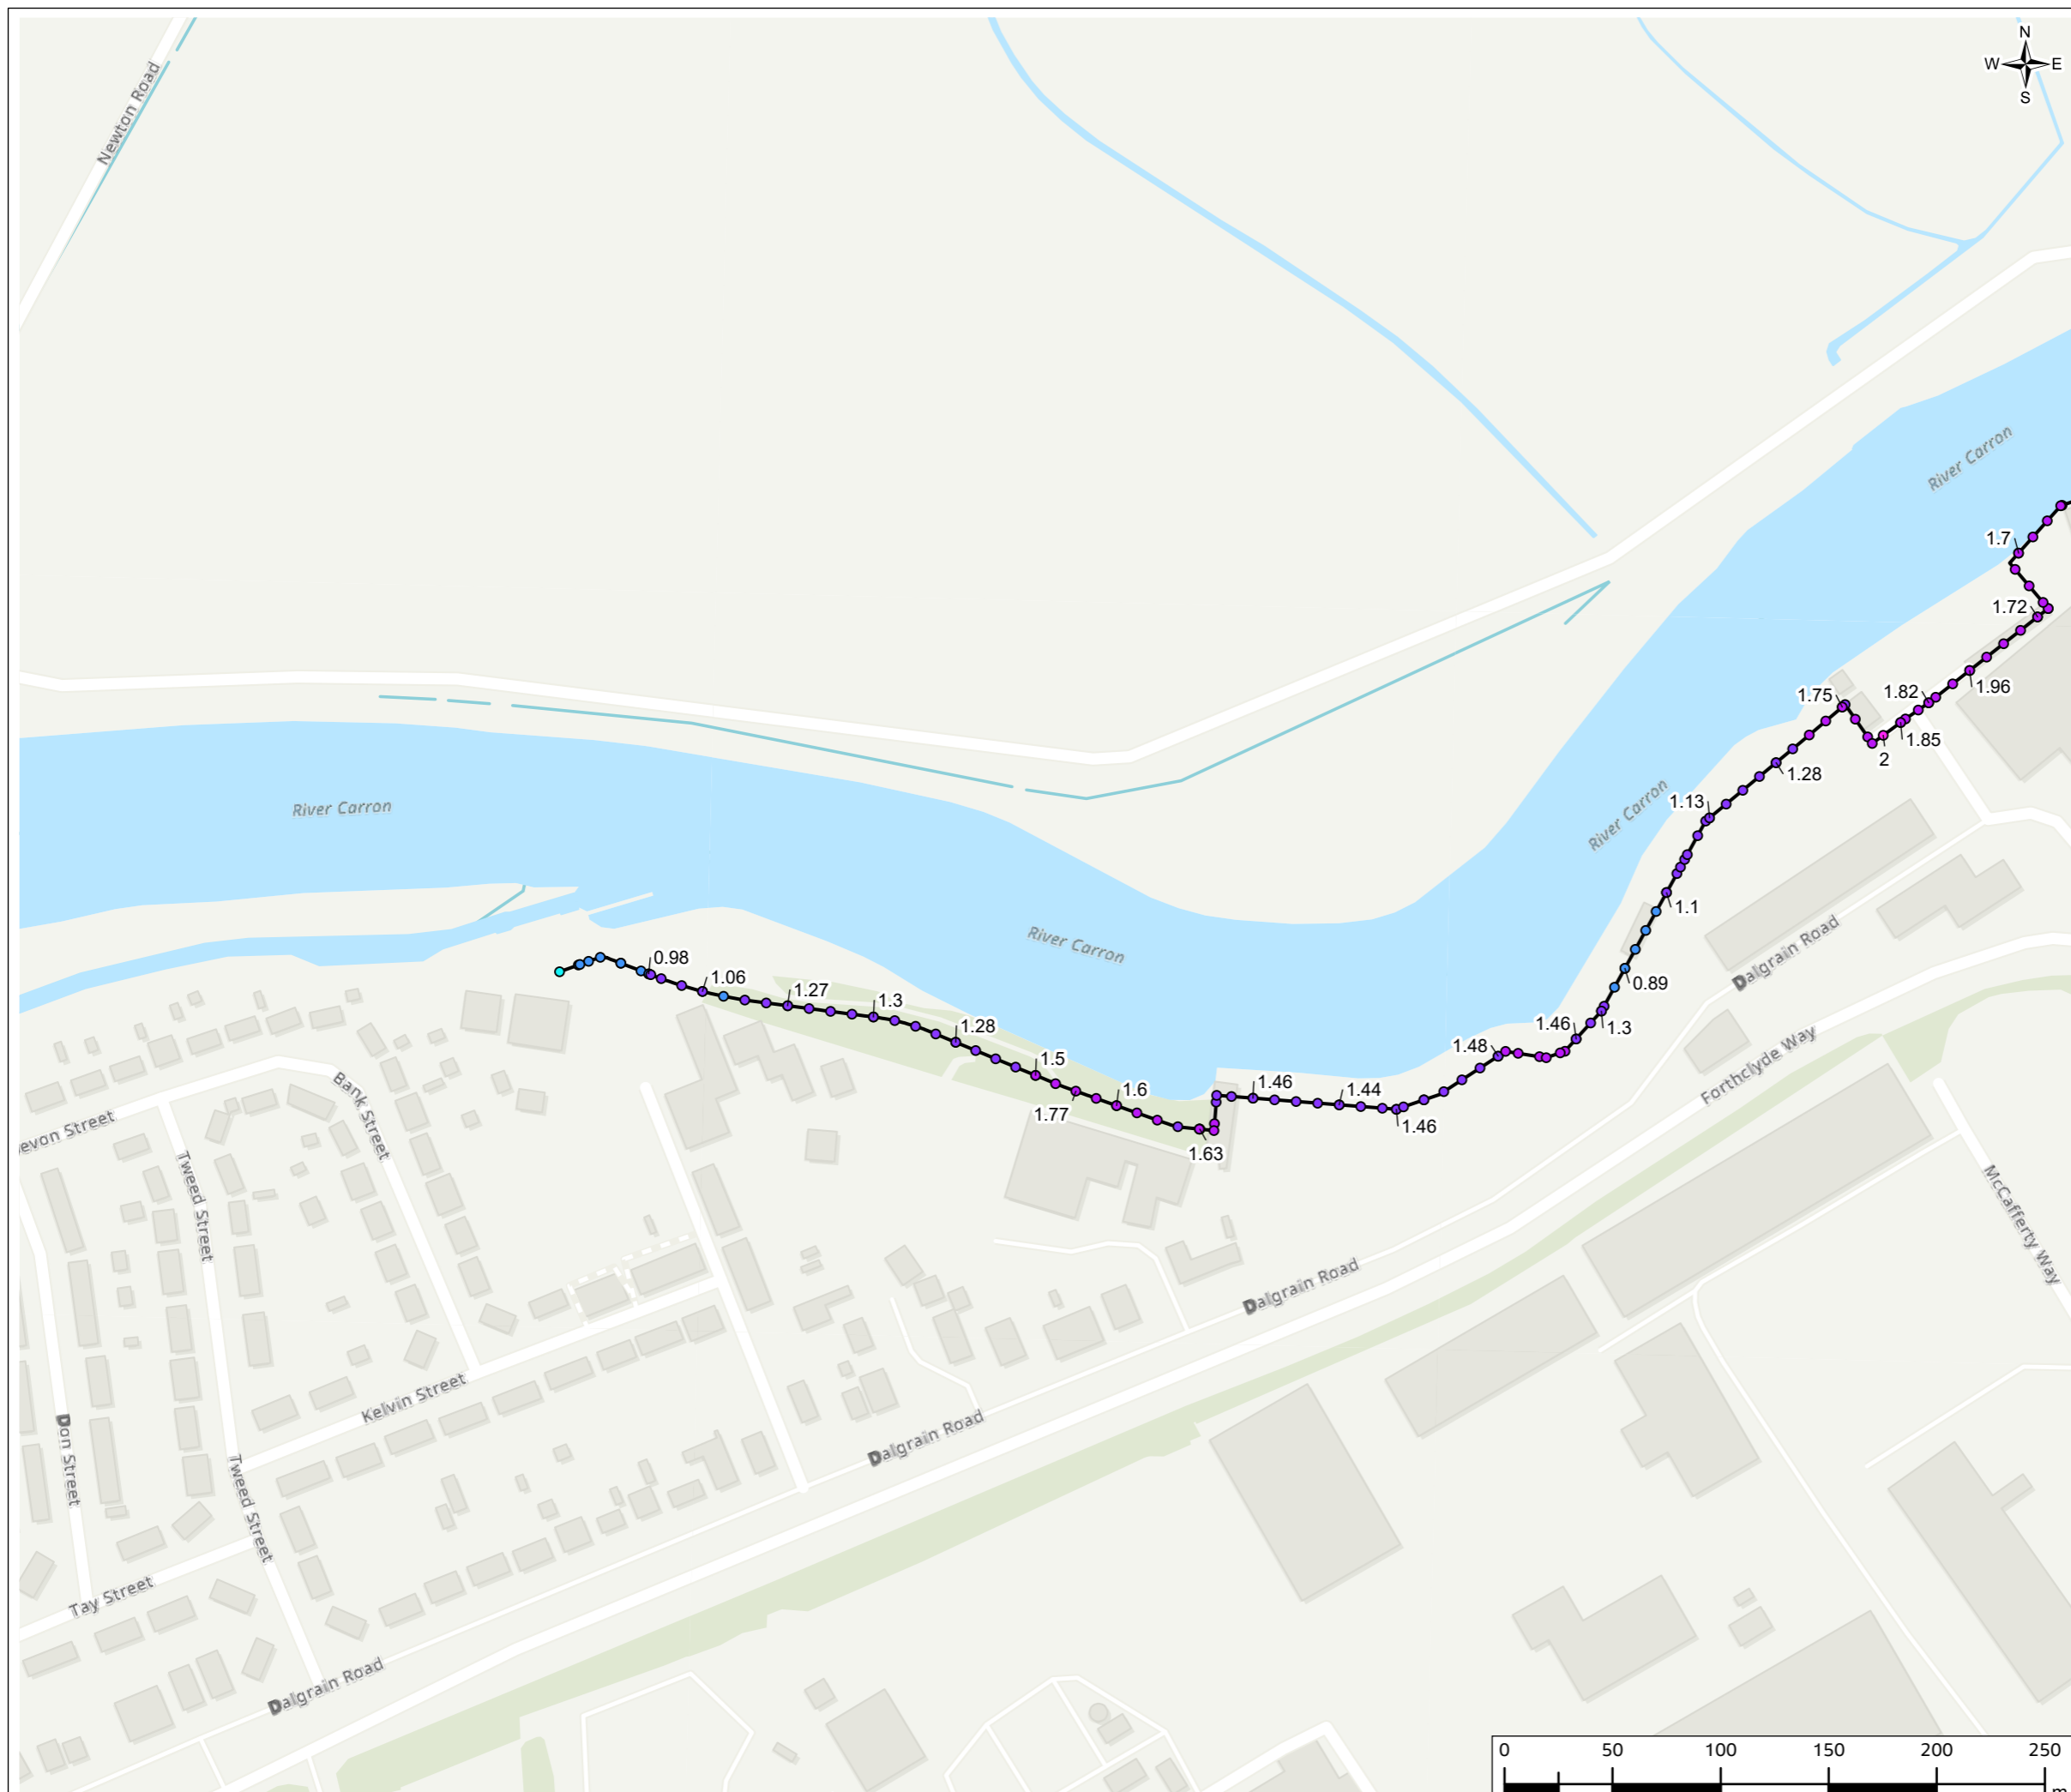 N
W E
S
Newton Road
River Carron
1.7
1.72
1.75
1.82
1.96
1.85
2
1.28
River Carron
1.13
River Carron
River Carron
1.1
0.98
1.06
0.89
1.27
1.3
1.28
1.3
1.46
1.48
1.5
1.6
1.46
1.44
1.77
1.46
1.63
Dalgrain Road
Forthclyde Way
Bank Street
evon Street
Tweed Street
McCafferty Way
Dalgrain Road
Kelvin Street
Dalgrain Road
Don Street
Tweed Street
Tay Street
Dalgrain Road
0 50 100 150 200 250
m